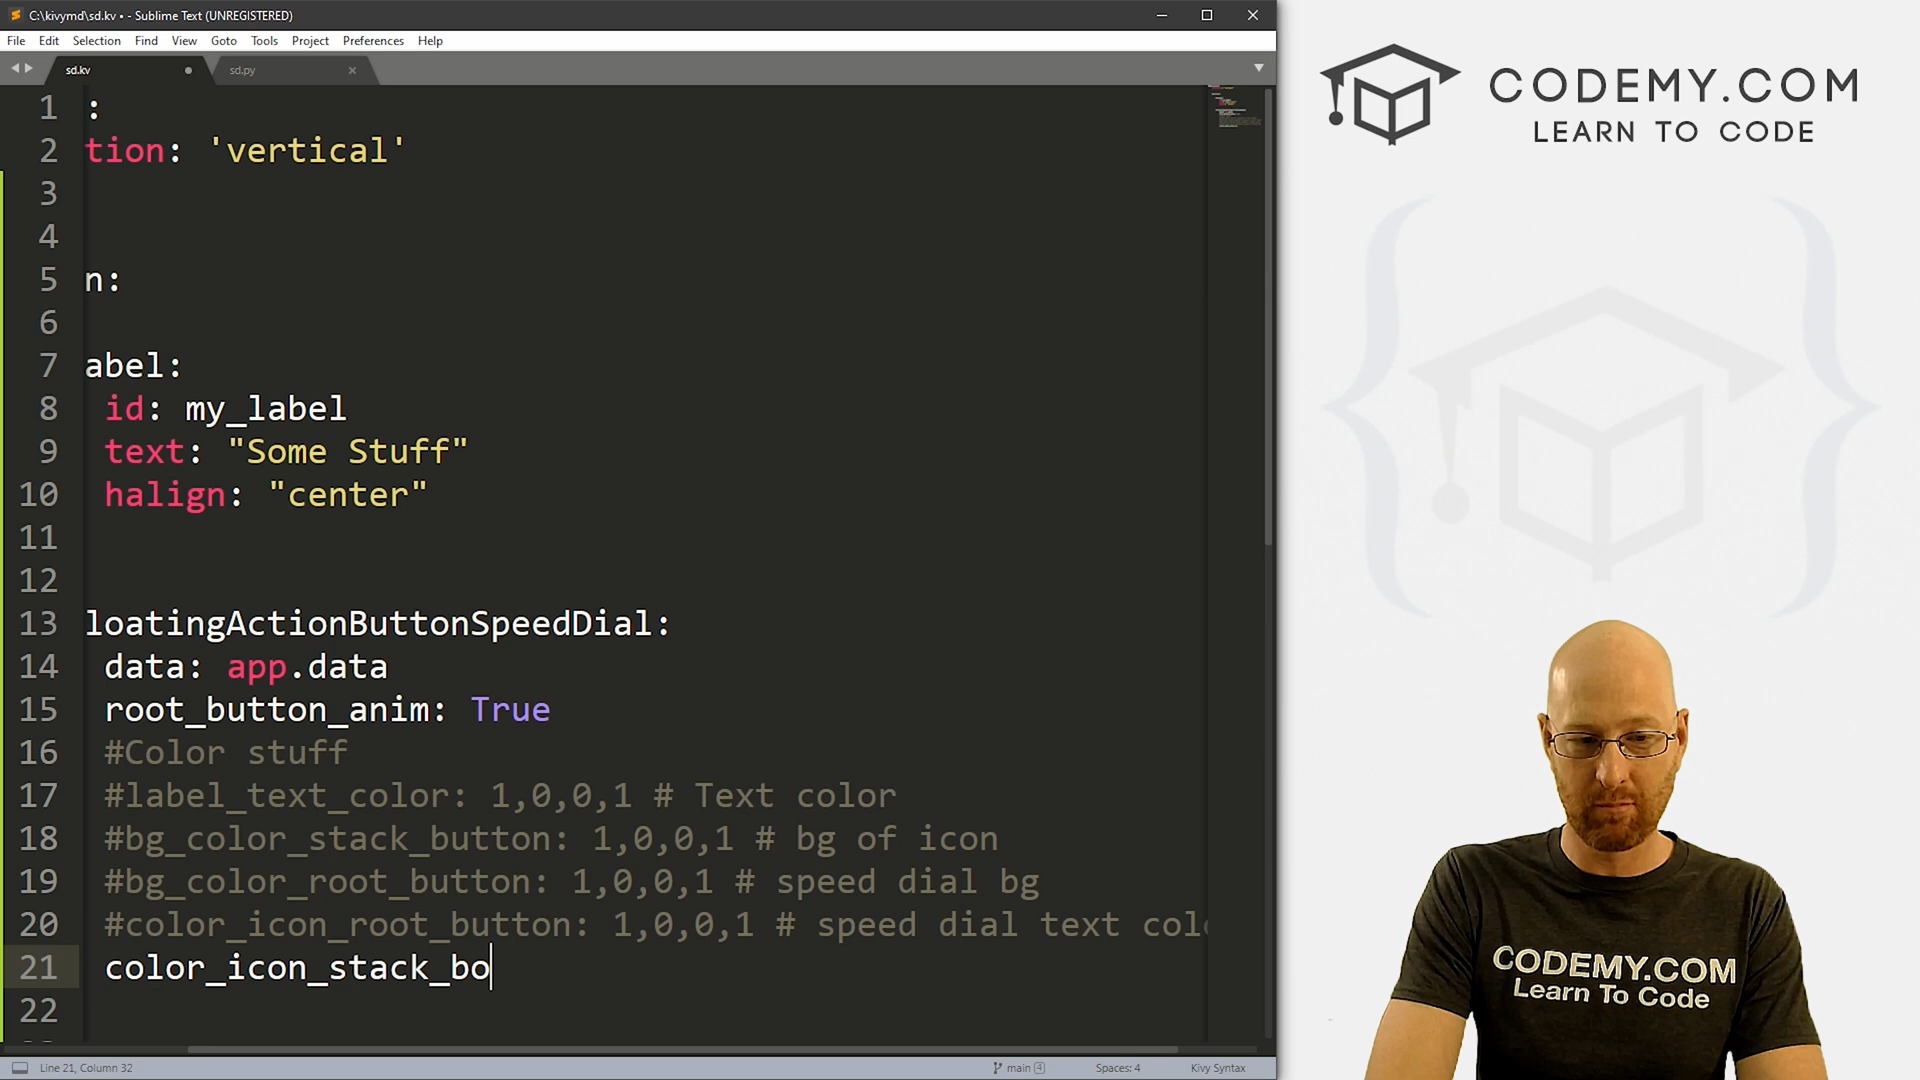 C:\kivymd\sd.kv • - Sublime Text (UNREGISTERED)
File Edit Selection Find View Goto Tools Project Preferences Help
sd.kv
sd.py
1 :
2 tion: 'vertical'
3
4
5 n:
6
7 abel:
8 id: my_label
9 text: "Some Stuff"
10 halign: "center"
11
12
13 loatingActionButtonSpeedDial:
14 data: app.data
15 root_button_anim: True
16 #Color stuff
17 #label_text_color: 1,0,0,1 # Text color
18 #bg_color_stack_button: 1,0,0,1 # bg of icon
19 #bg_color_root_button: 1,0,0,1 # speed dial bg
20 #color_icon_root_button: 1,0,0,1 # speed dial text col
21 color_icon_stack_bo
22
Line 21, Column 32
main 4
Spaces: 4
Kivy Syntax
CODEMY.COM
LEARN TO CODE
CODEMY.COM
Learn To Code